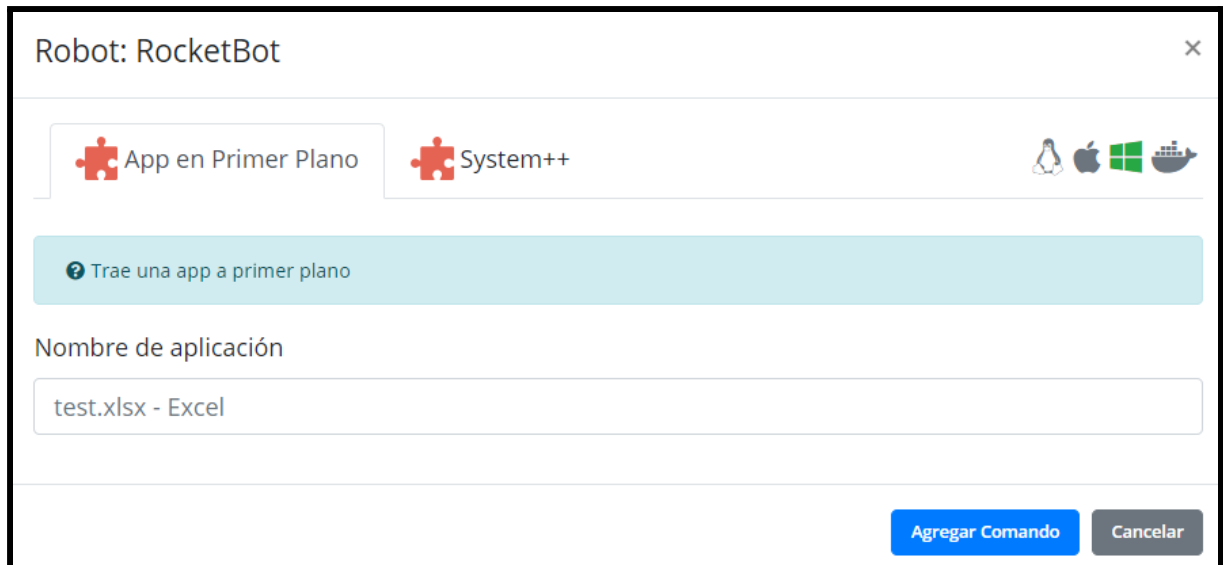 Robot: RocketBot
×
App en Primer Plano
System++
Trae una app a primer plano
Nombre de aplicación
test.xlsx - Excel
Agregar Comando
Cancelar